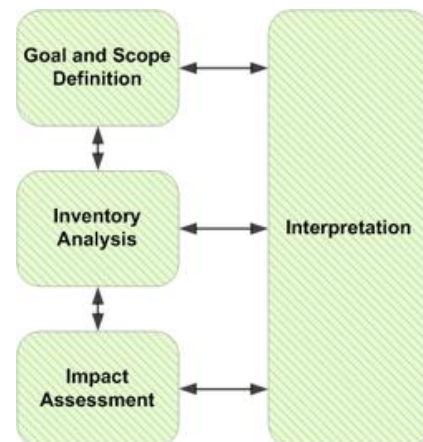 Goal and Scope
Definition
Inventory
Analysis
Interpretation
Impact
Assessment